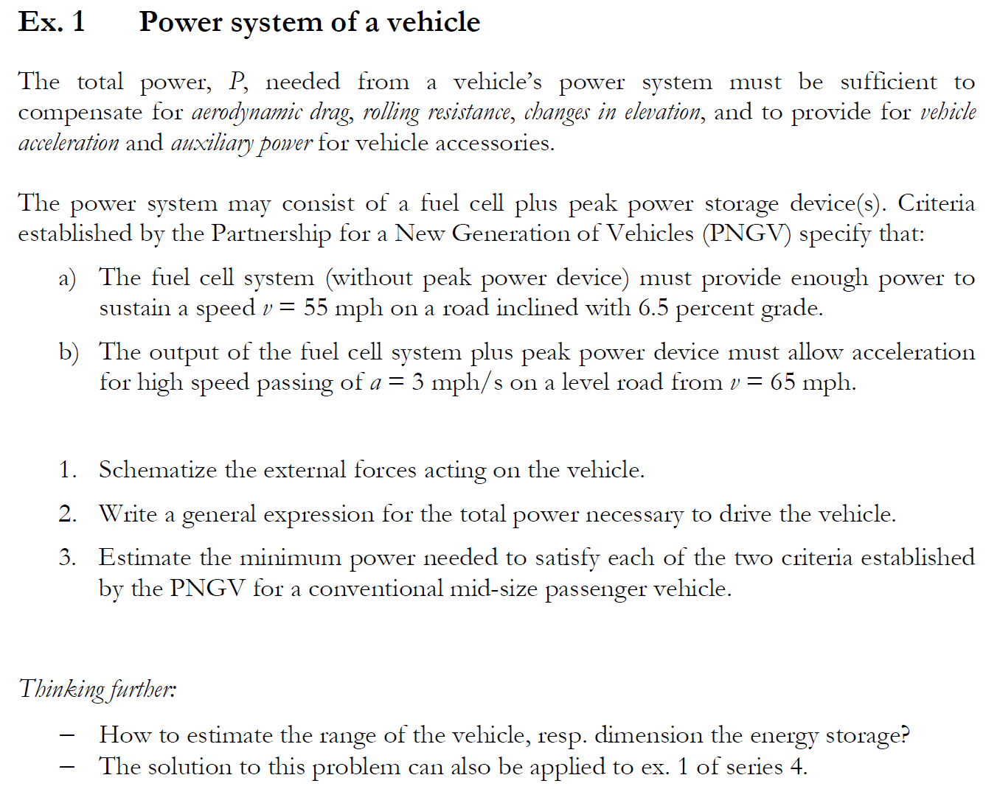 Ex. 1 Power system of a vehicle
The total power, P, needed from a vehicle’s power system must be sufficient to
compensate for aerodynamic drag, rolling resistance, changes in elevation, and to provide for vehicle
acceleration and auxiliary power for vehicle accessories.
The power system may consist of a fuel cell plus peak power storage device(s). Criteria
established by the Partnership for a New Generation of Vehicles (PNGV) specify that:
a) The fuel cell system (without peak power device) must provide enough power to
sustain a speed v = 55 mph on a road inclined with 6.5 percent grade.
b) The output of the fuel cell system plus peak power device must allow acceleration
for high speed passing of a = 3 mph/s on a level road from v = 65 mph.
1. Schematize the external forces acting on the vehicle.
2. Write a general expression for the total power necessary to drive the vehicle.
3. Estimate the minimum power needed to satisfy each of the two criteria established
by the PNGV for a conventional mid-size passenger vehicle.
Thinking further:
– How to estimate the range of the vehicle, resp. dimension the energy storage?
– The solution to this problem can also be applied to ex. 1 of series 4.